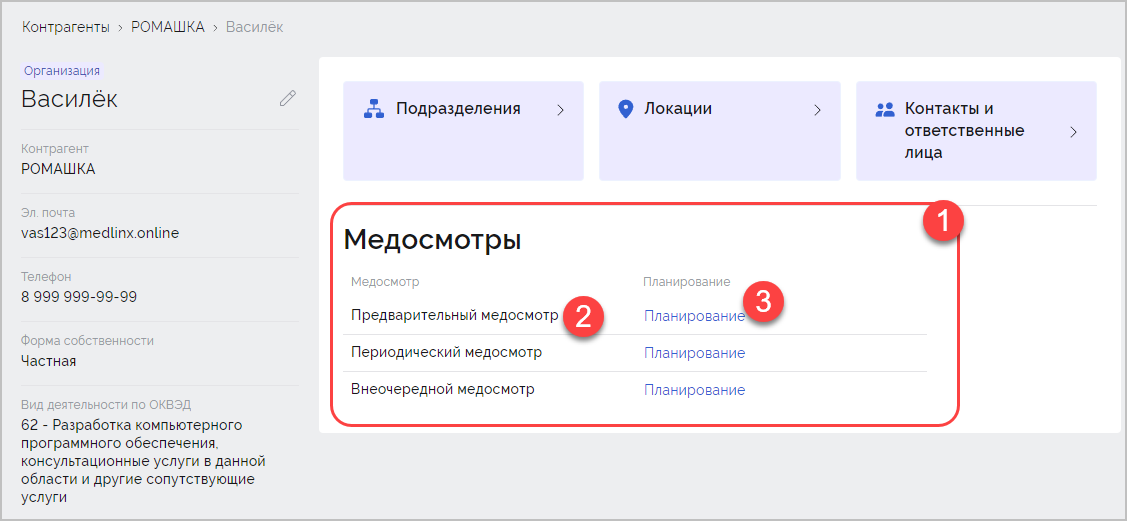 Контрагенты › РОМАШКА › Василёк
Организация
Василёк
Контрагент
РОМАШКА
Эл. почта
vas123@medlinx.online
Телефон
8 999 999-99-99
Форма собственности
Частная
Вид деятельности по ОКВЭД
62 - Разработка компьютерного
программного обеспечения,
консультационные услуги в данной
области и другие сопутствующие
услуги
Подразделения
Локации
Контакты и
ответственные
лица
1
Медосмотры
Медосмотр Планирование
Предварительный медосмотр 2 Планирование 3
Периодический медосмотр Планирование
Внеочередной медосмотр Планирование